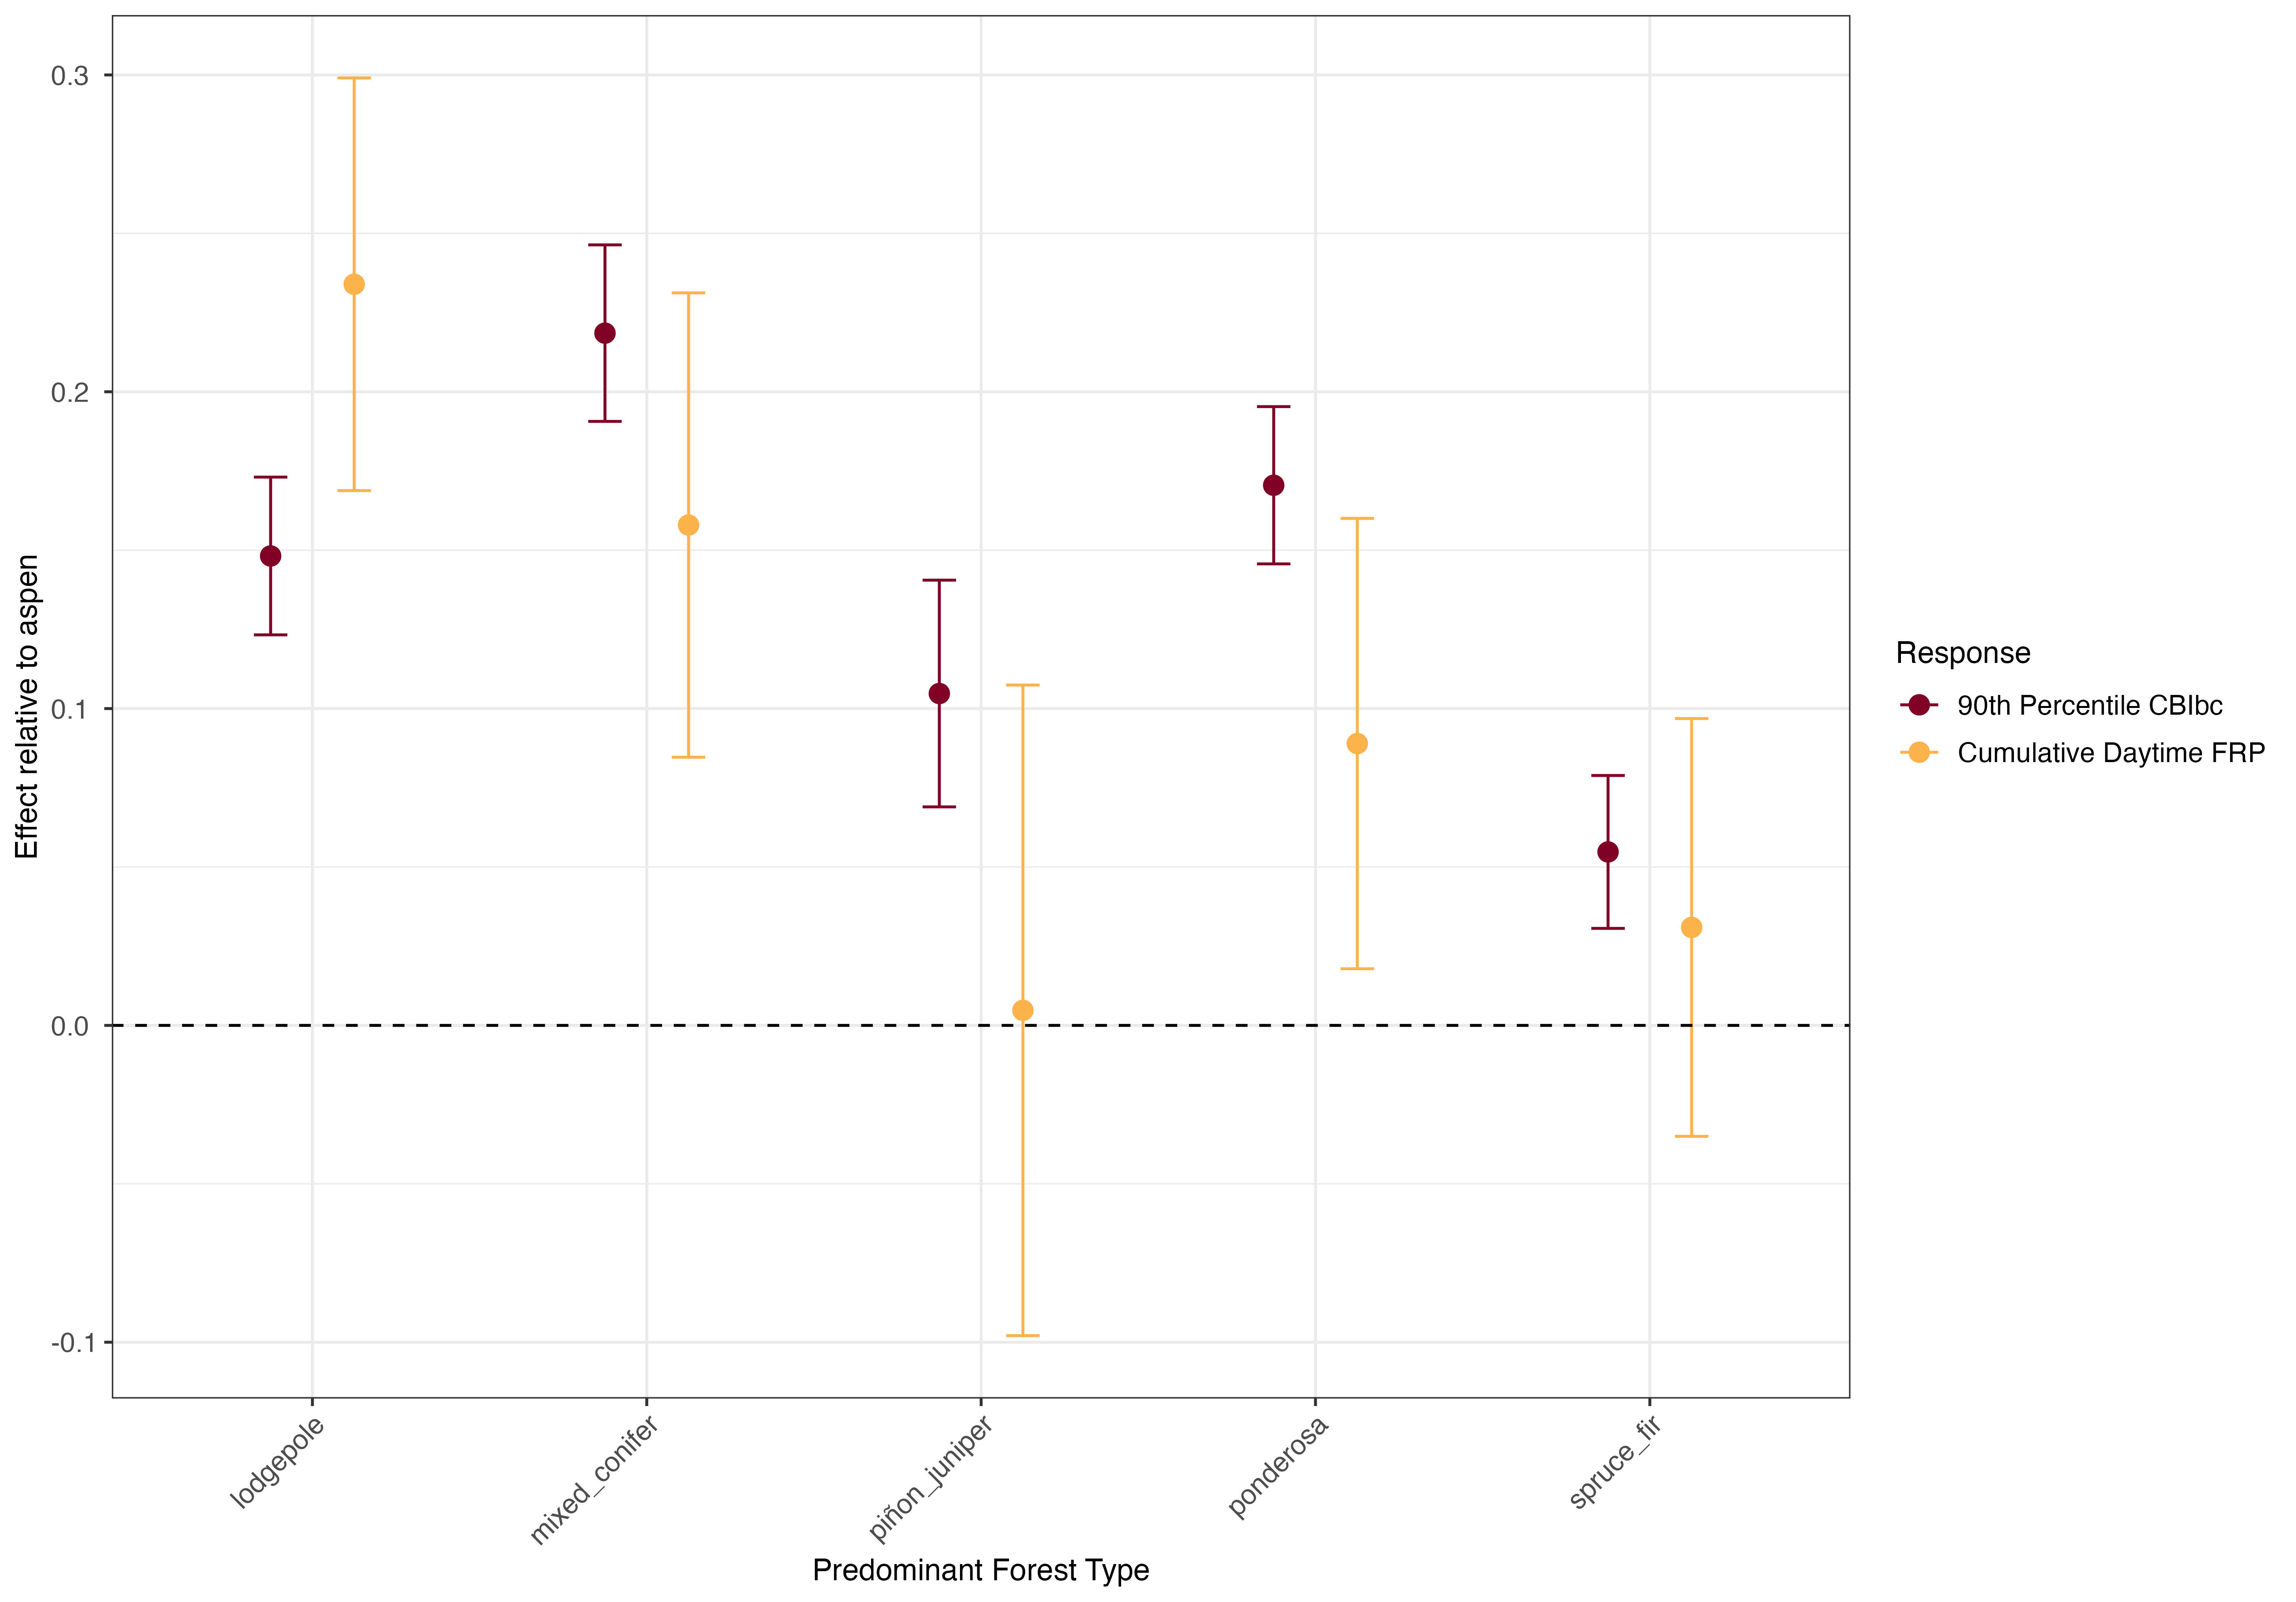 0.3
0.2
0.1
0.0
-0.1
Effect relative to aspen
lodgepole
mixed_conifer
piñon_juniper
ponderosa
spruce_fir
Predominant Forest Type
Response
90th Percentile CBIbc
Cumulative Daytime FRP